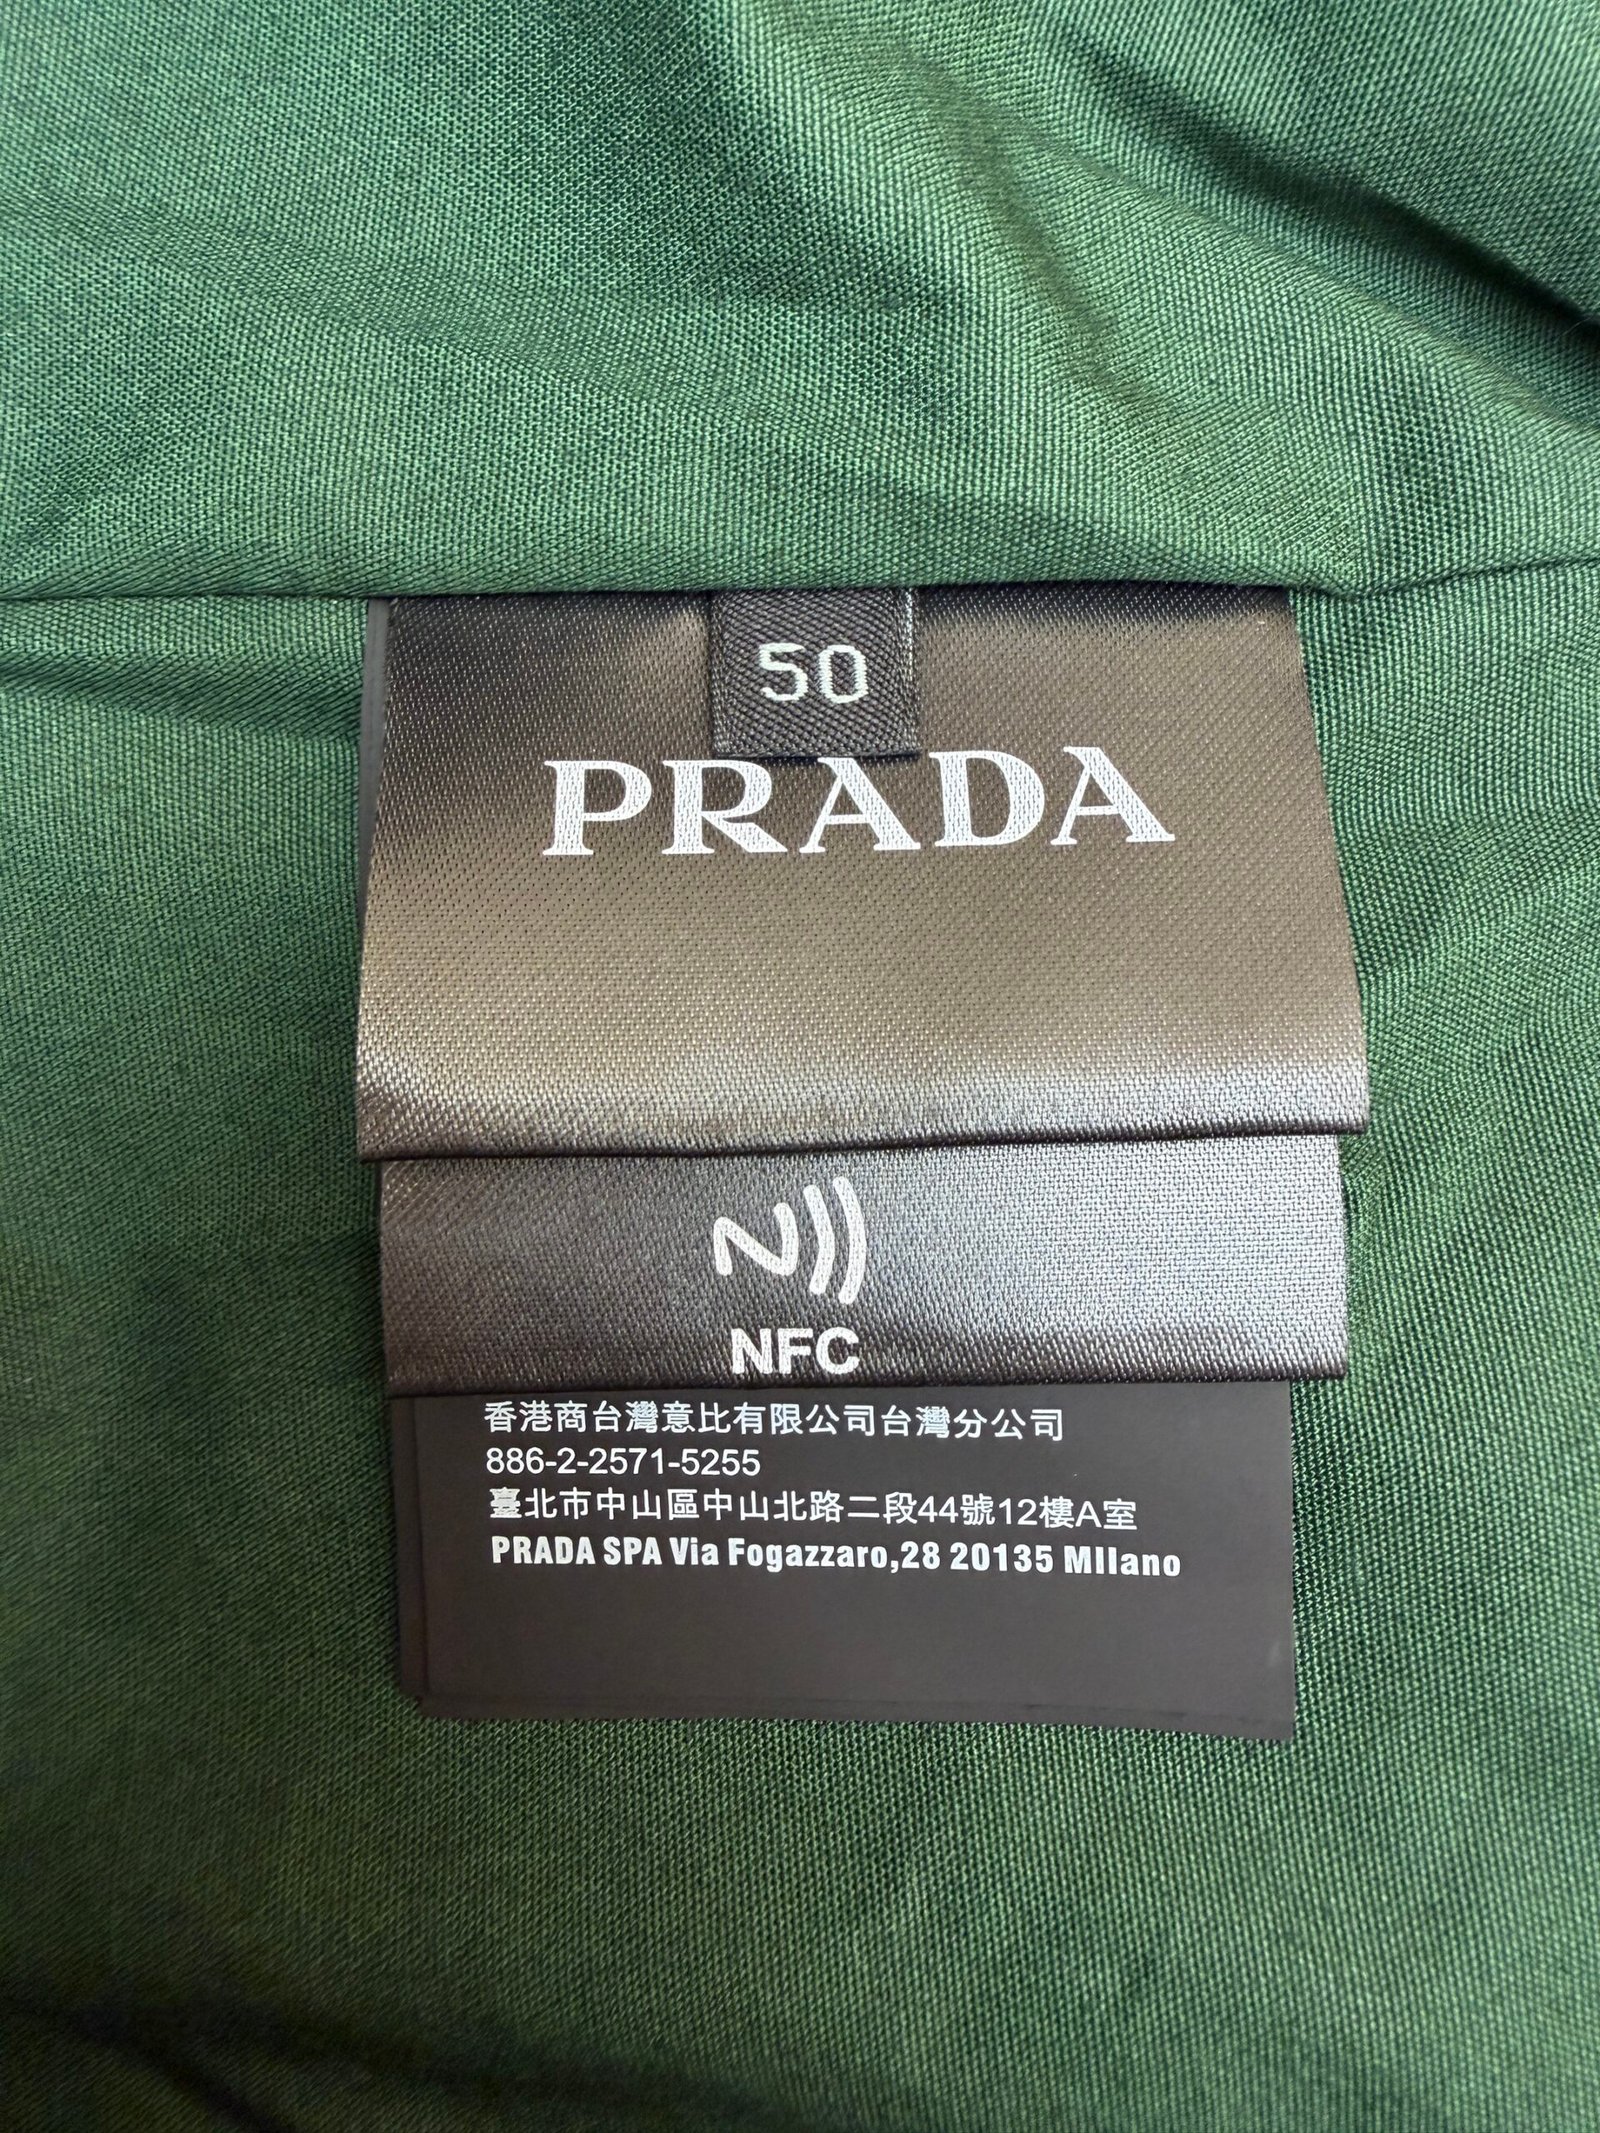 50
PRADA
NFC
香港商台灣意比有限公司台灣分公司
886-2-2571-5255
臺北市中山區中山北路二段44號12樓A室
PRADA SPA Via Fogazzaro,28 20135 MIlano